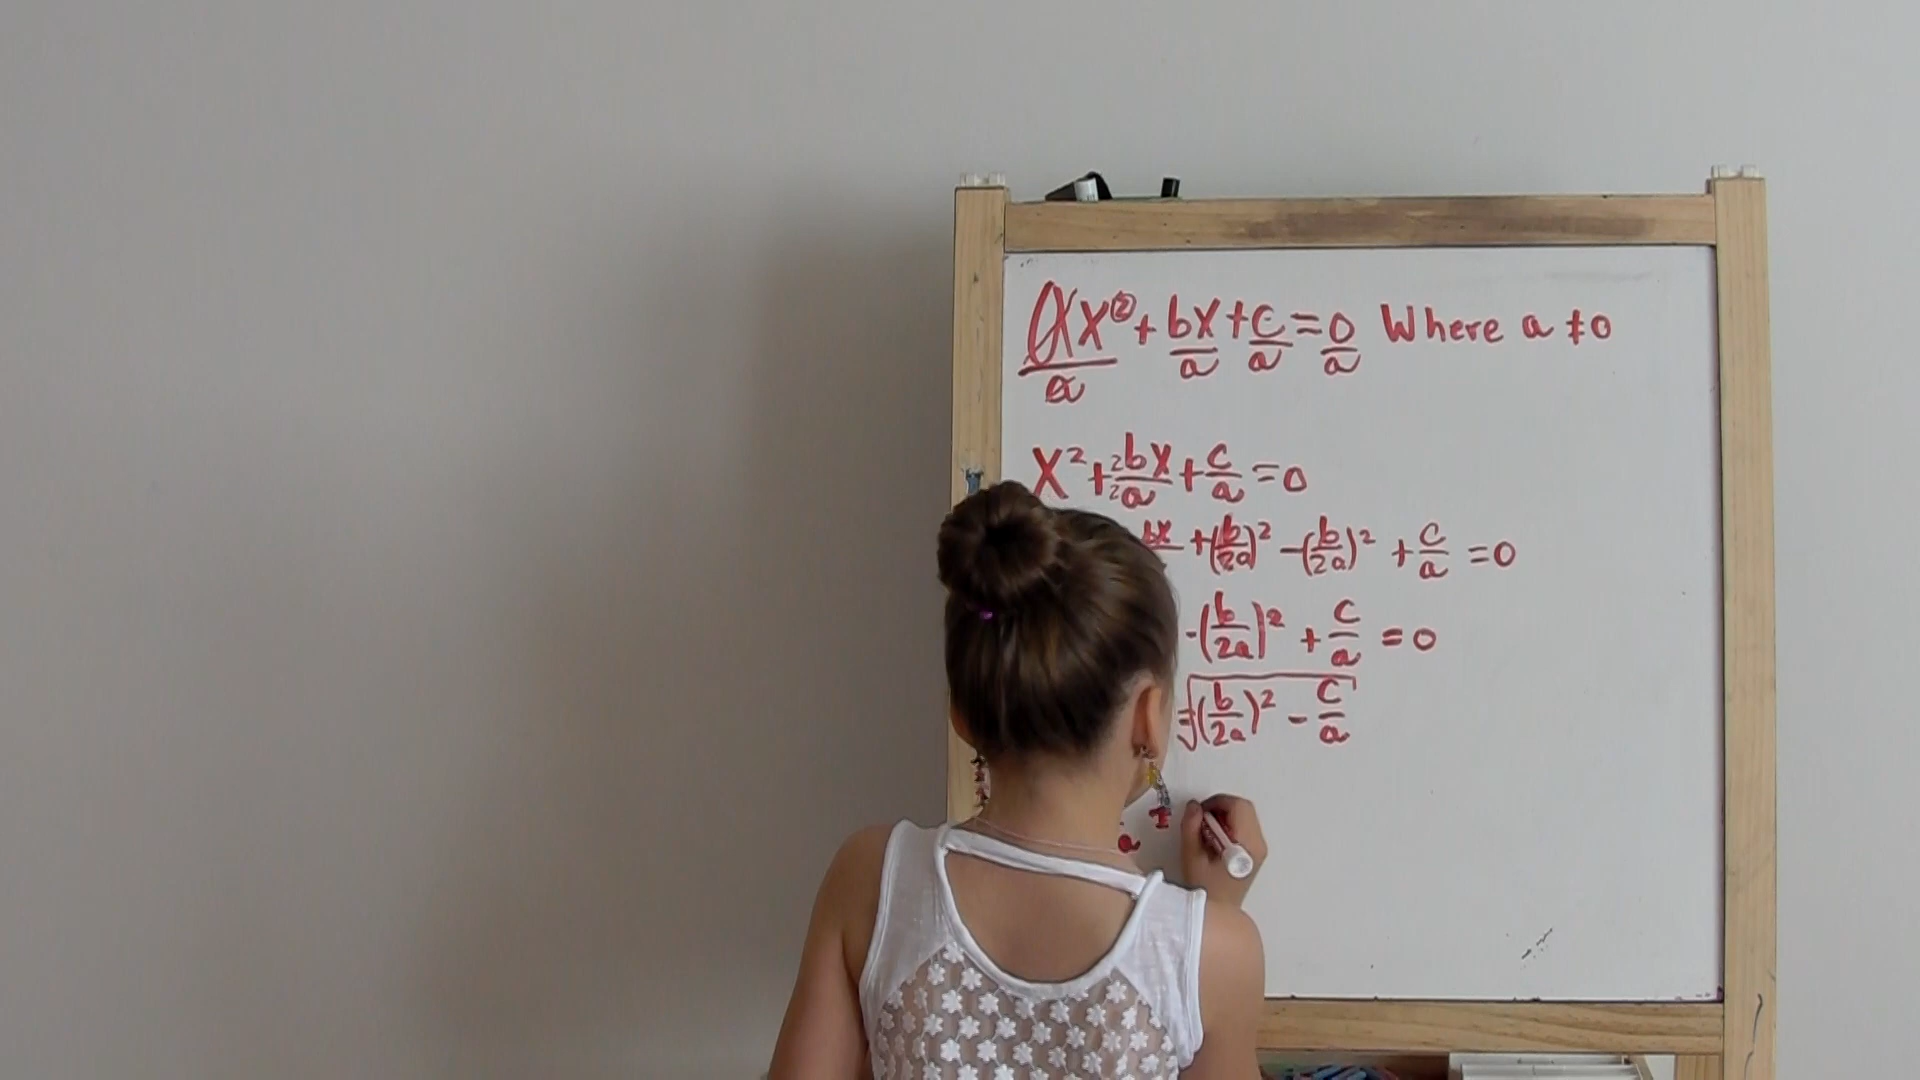 ax²/a + bx/a + c/a = 0/a Where a ≠ 0
x² + 2bx/2a + c/a = 0
bx + (b/2a)² - (b/2a)² + c/a = 0
- (b/2a)² + c/a = 0
= √((b/2a)² - c/a)
a